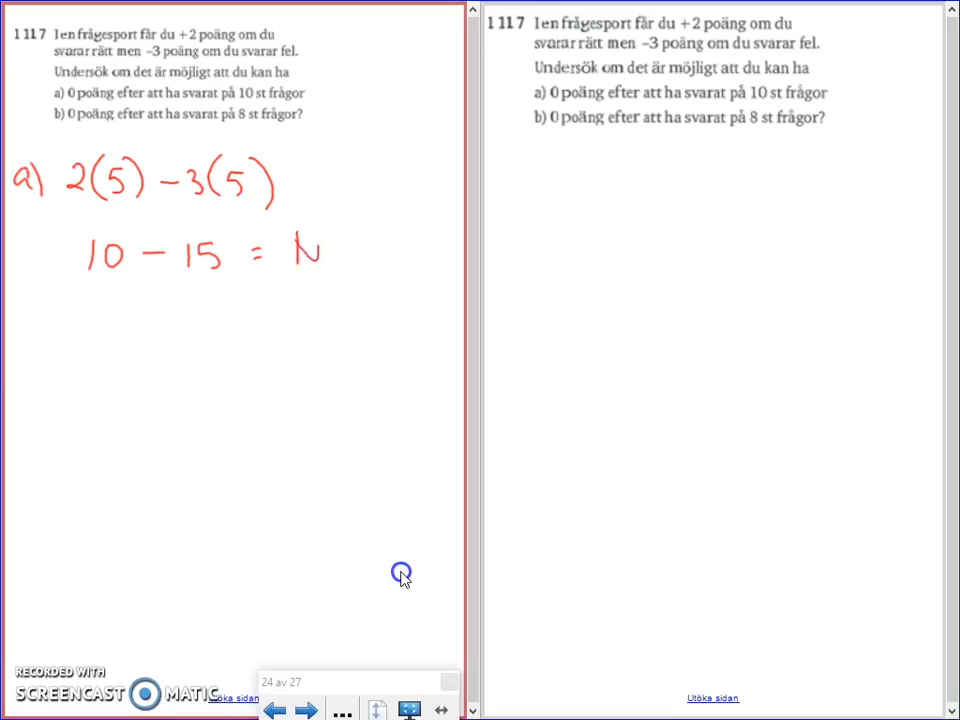 1117 I en frågesport får du +2 poäng om du
svarar rätt men –3 poäng om du svarar fel.
Undersök om det är möjligt att du kan ha
a) 0 poäng efter att ha svarat på 10 st frågor
b) 0 poäng efter att ha svarat på 8 st frågor?
a) 2(5) – 3(5)
10 – 15 = N
RECORDED WITH
SCREENCAST MATIC
Utöka sidan
24 av 27
...
1117 I en frågesport får du +2 poäng om du
svarar rätt men –3 poäng om du svarar fel.
Undersök om det är möjligt att du kan ha
a) 0 poäng efter att ha svarat på 10 st frågor
b) 0 poäng efter att ha svarat på 8 st frågor?
Utöka sidan